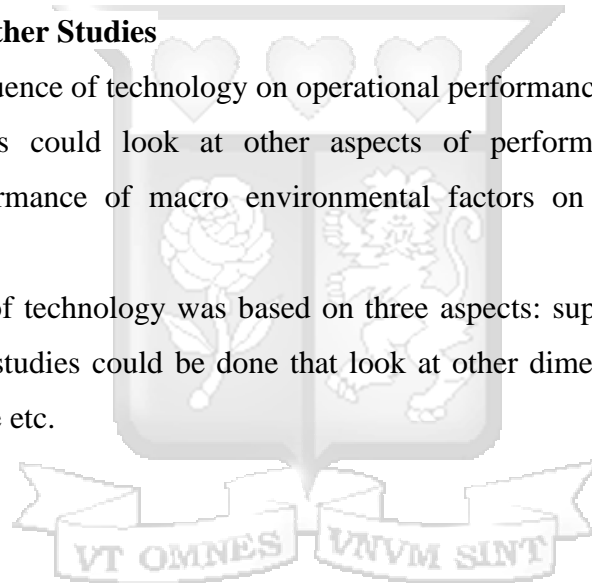 ther Studies
uence of technology on operational performanc
s could look at other aspects of perform
rmance of macro environmental factors on
of technology was based on three aspects: sup
studies could be done that look at other dime
e etc.
VT OMNES VNVM SINT